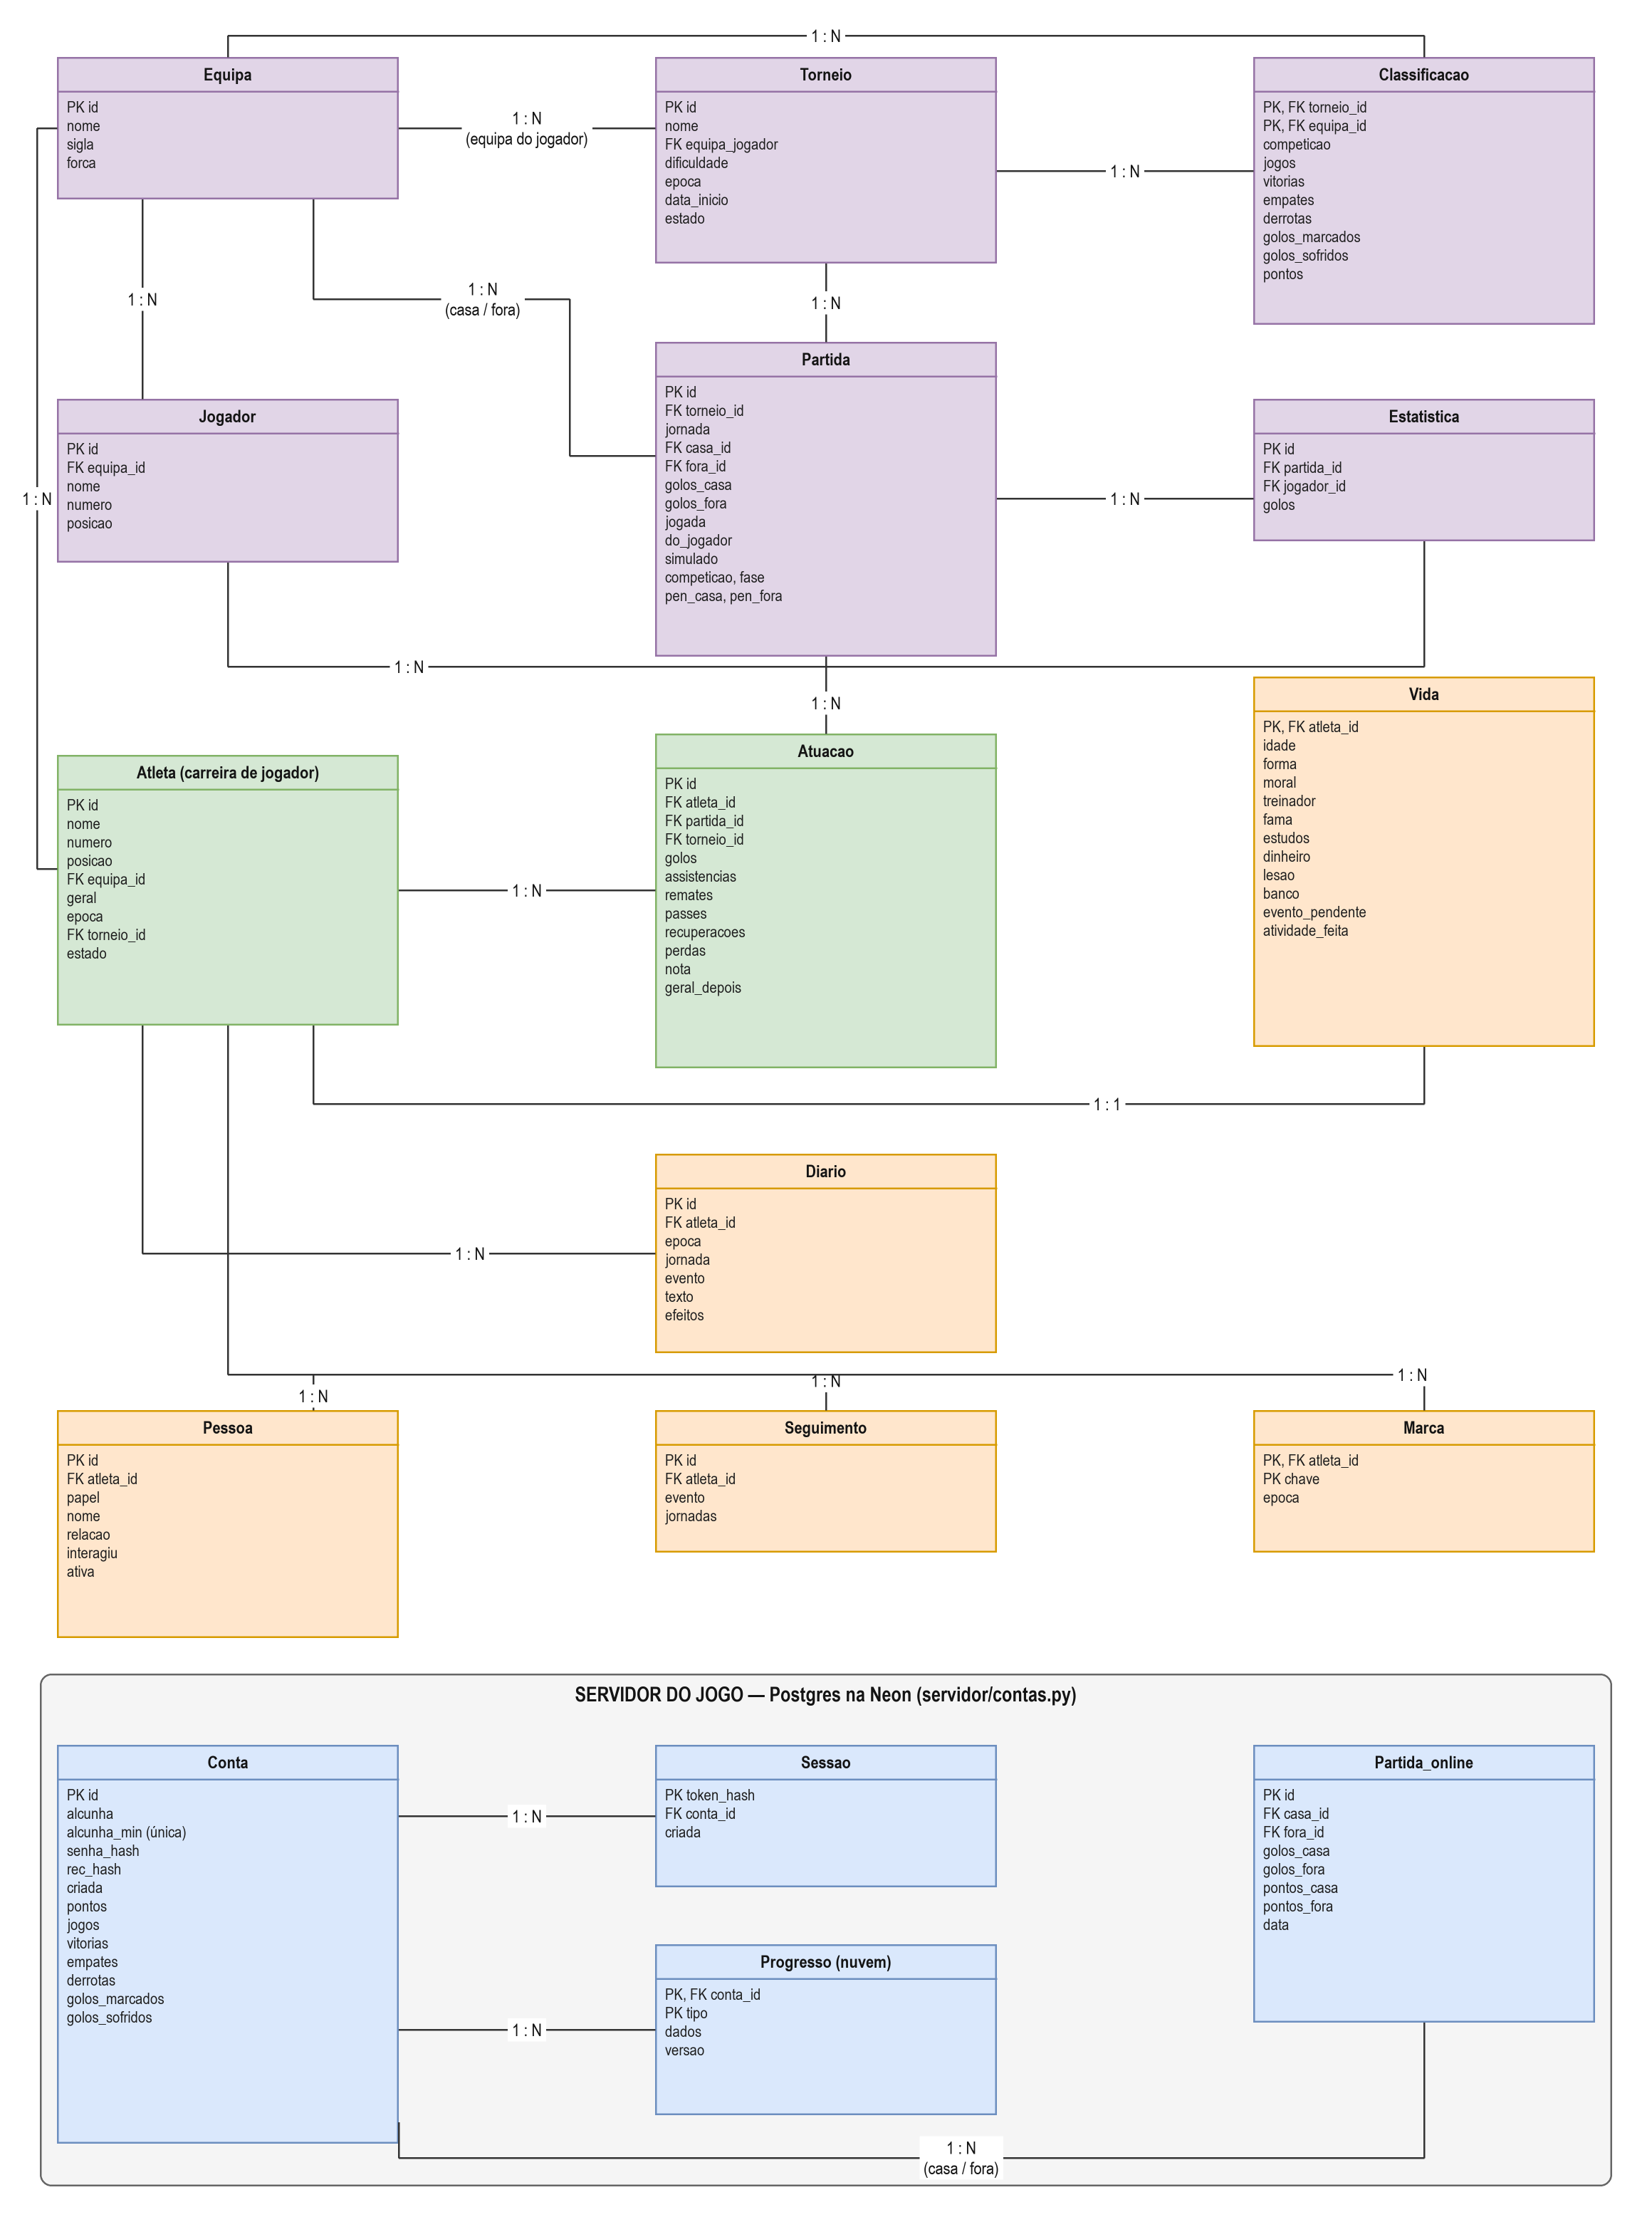 1 : N
Equipa
PK id
nome
sigla
forca
1 : N
(equipa do jogador)
Torneio
PK id
nome
FK equipa_jogador
dificuldade
epoca
data_inicio
estado
1 : N
Classificacao
PK, FK torneio_id
PK, FK equipa_id
competicao
jogos
vitorias
empates
derrotas
golos_marcados
golos_sofridos
pontos
1 : N
1 : N
(casa / fora)
1 : N
Partida
PK id
FK torneio_id
jornada
FK casa_id
FK fora_id
golos_casa
golos_fora
jogada
do_jogador
simulado
competicao, fase
pen_casa, pen_fora
Jogador
PK id
FK equipa_id
nome
numero
posicao
1 : N
1 : N
Estatistica
PK id
FK partida_id
FK jogador_id
golos
1 : N
1 : N
Atleta (carreira de jogador)
PK id
nome
numero
posicao
FK equipa_id
geral
epoca
FK torneio_id
estado
1 : N
Atuacao
PK id
FK atleta_id
FK partida_id
FK torneio_id
golos
assistencias
remates
passes
recuperacoes
perdas
nota
geral_depois
Vida
PK, FK atleta_id
idade
forma
moral
treinador
fama
estudos
dinheiro
lesao
banco
evento_pendente
atividade_feita
1 : 1
Diario
PK id
FK atleta_id
epoca
jornada
evento
texto
efeitos
1 : N
1 : N
1 : N
1 : N
Pessoa
PK id
FK atleta_id
papel
nome
relacao
interagiu
ativa
Seguimento
PK id
FK atleta_id
evento
jornadas
Marca
PK, FK atleta_id
PK chave
epoca
SERVIDOR DO JOGO — Postgres na Neon (servidor/contas.py)
Conta
PK id
alcunha
alcunha_min (única)
senha_hash
rec_hash
criada
pontos
jogos
vitorias
empates
derrotas
golos_marcados
golos_sofridos
1 : N
Sessao
PK token_hash
FK conta_id
criada
Partida_online
PK id
FK casa_id
FK fora_id
golos_casa
golos_fora
pontos_casa
pontos_fora
data
1 : N
Progresso (nuvem)
PK, FK conta_id
PK tipo
dados
versao
1 : N
(casa / fora)